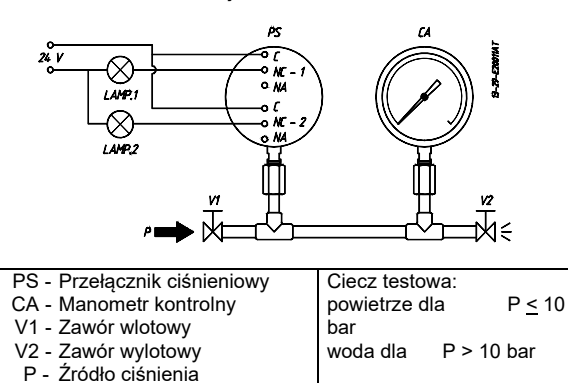 PS
CA
24 V
C
NC - 1
NA
LAMP.1
C
NC - 2
NA
LAMP.2
V1
V2
P
PS - Przełącznik ciśnieniowy
CA - Manometr kontrolny
V1 - Zawór wlotowy
V2 - Zawór wylotowy
P - Źródło ciśnienia
Ciecz testowa:
powietrze dla P ≤ 10
bar
woda dla P > 10 bar